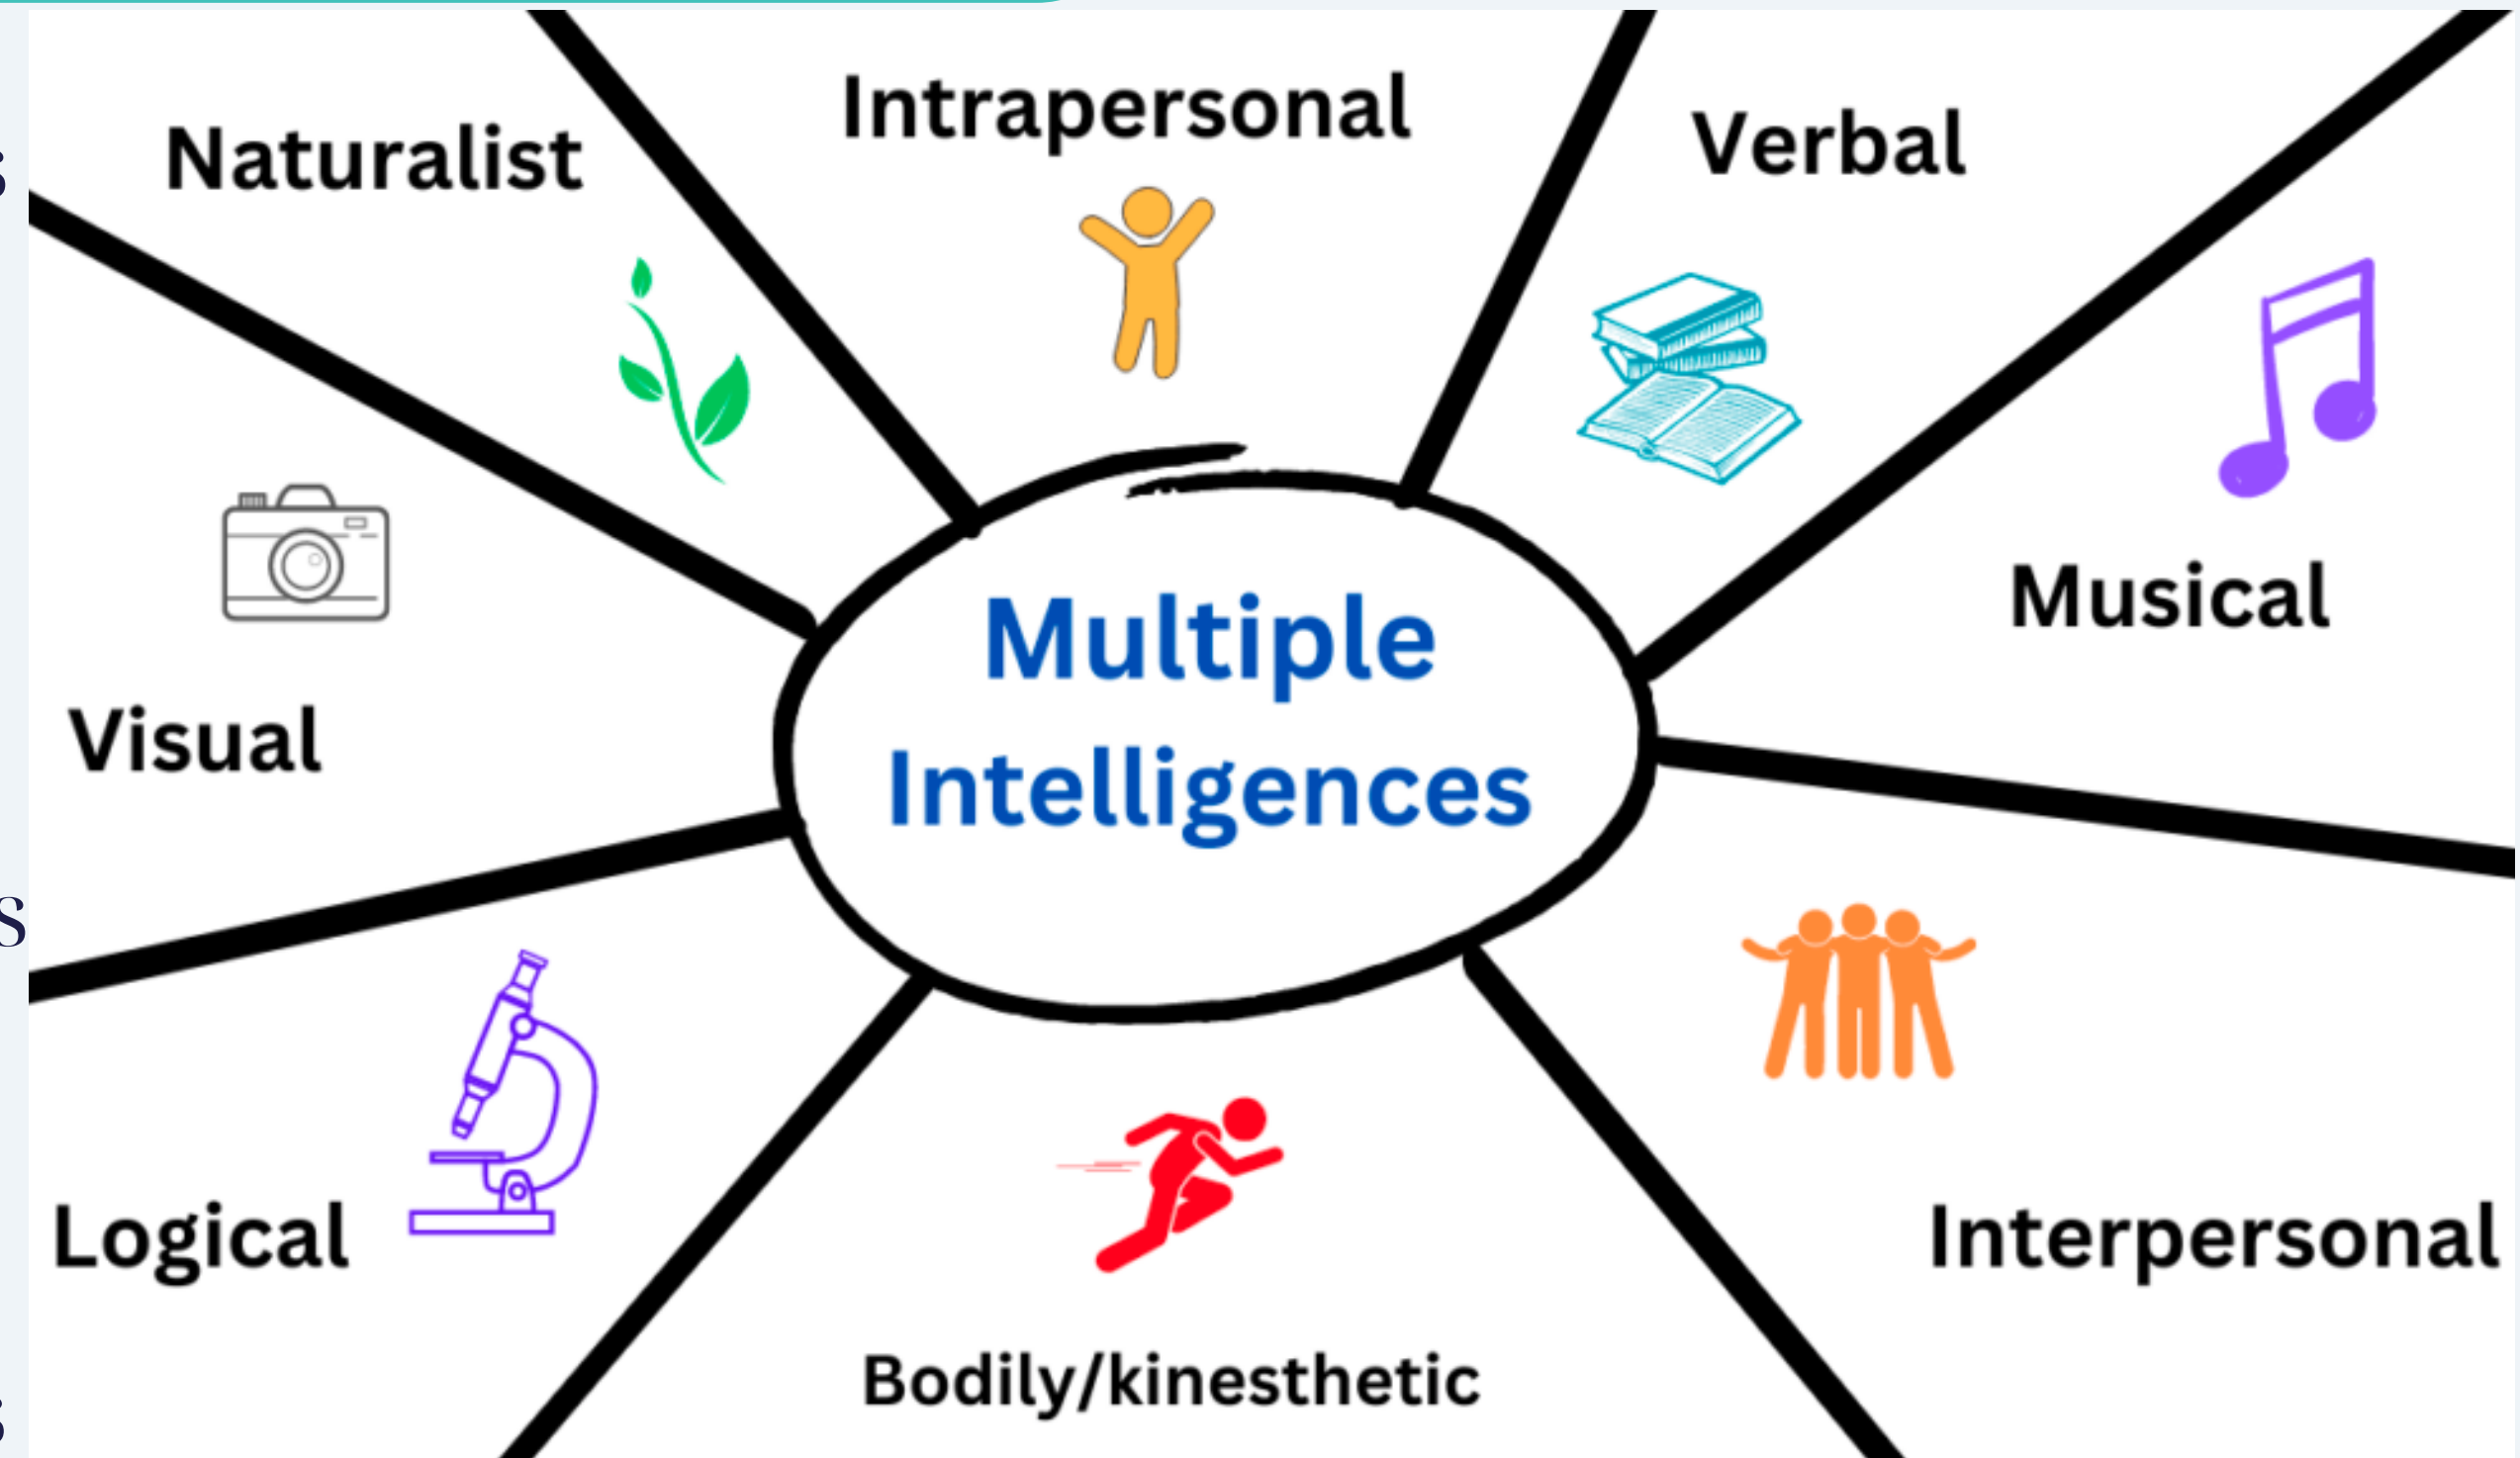 Intrapersonal
Verbal
Naturalist
Musical
Multiple
Intelligences
Visual
Logical
Interpersonal
Bodily/kinesthetic